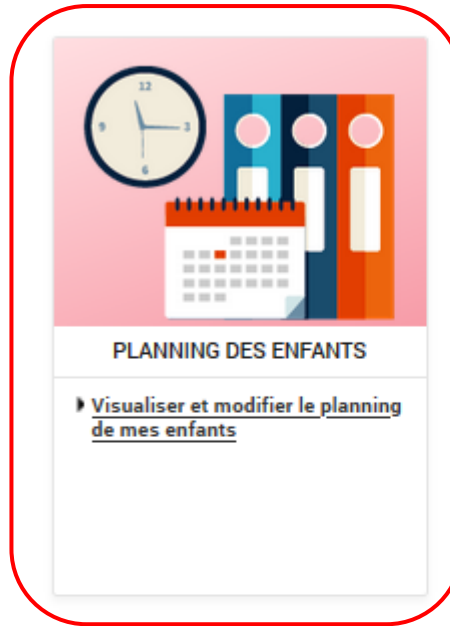 12
9
3
6
PLANNING DES ENFANTS
Visualiser et modifier le planning
de mes enfants